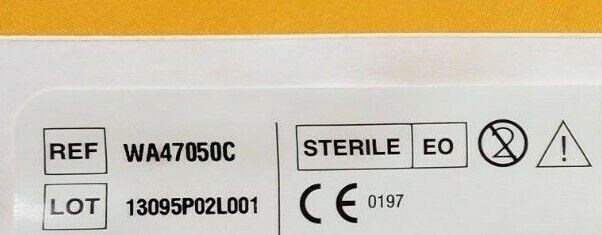 REF WA47050C STERILE EO
LOT 13095P02L001 CE 0197